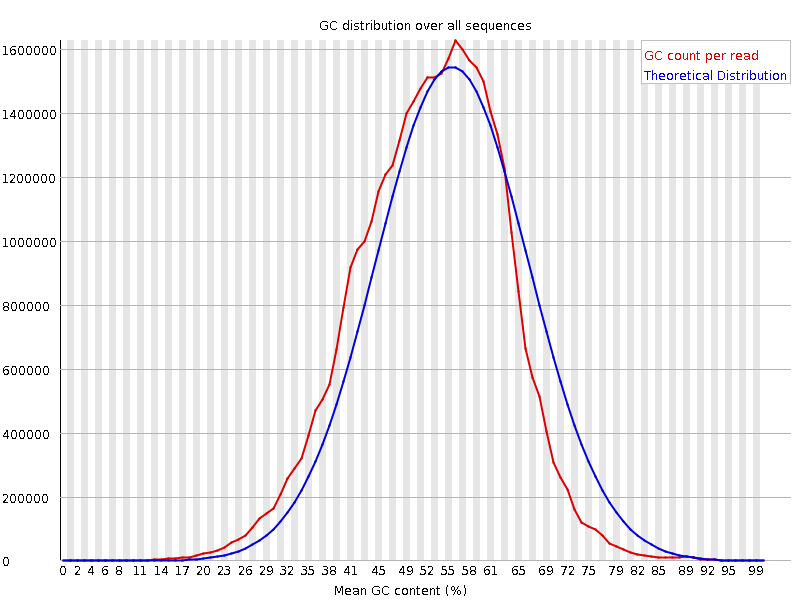 GC distribution over all sequences
GC count per read
Theoretical Distribution
1600000
1400000
1200000
1000000
800000
600000
400000
200000
0
0 2 4 6 8 11 14 17 20 23 26 29 32 35 38 41 45 49 52 55 58 61 65 69 72 75 79 82 85 89 92 95 99
Mean GC content (%)